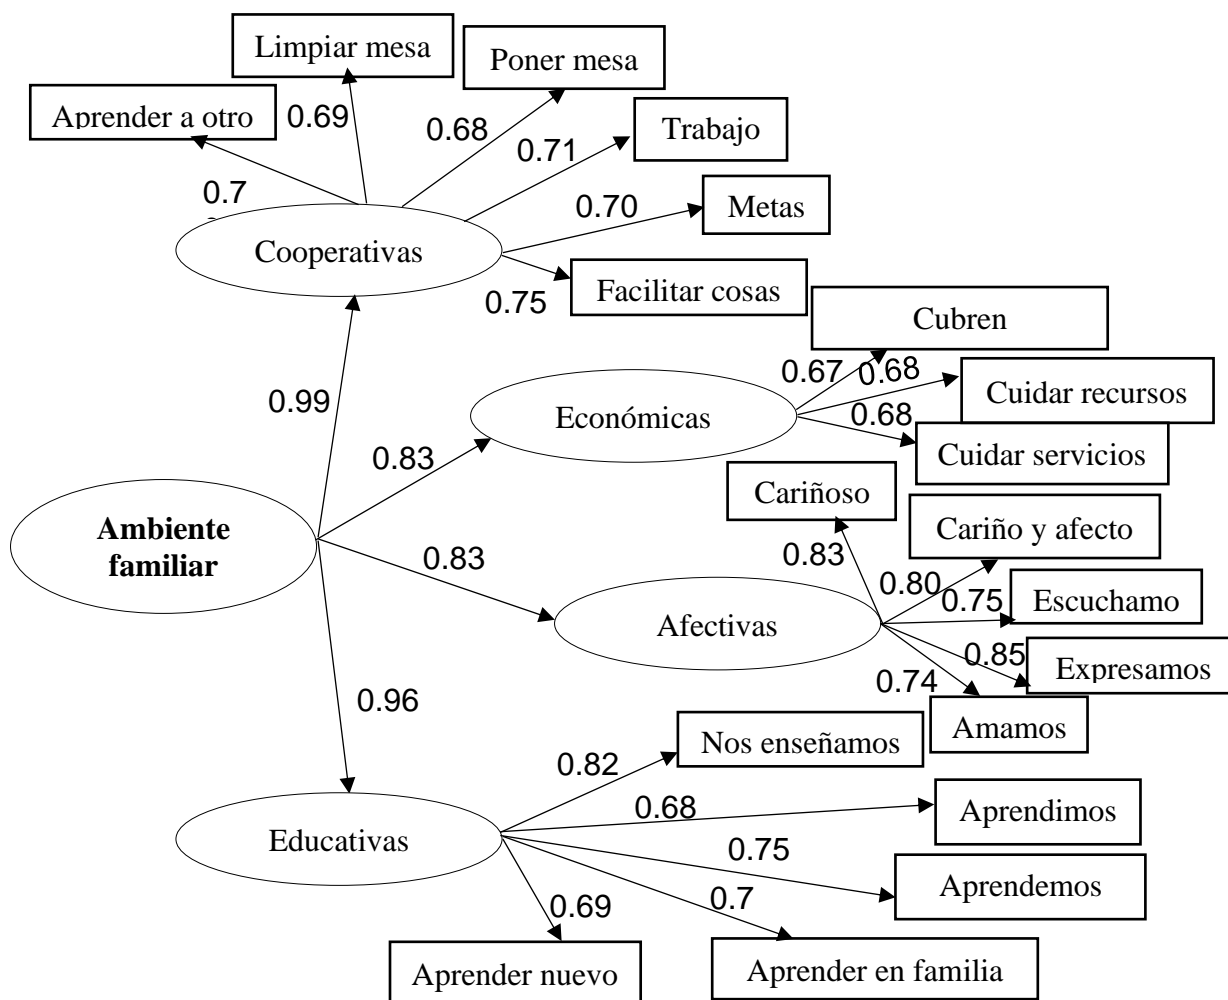 Limpiar mesa
Poner mesa
Aprender a otro
0.69
0.68
Trabajo
0.71
0.7
0.70
Metas
Cooperativas
0.75
Facilitar cosas
Cubren
0.67
0.68
Cuidar recursos
0.99
Económicas
0.68
Cuidar servicios
0.83
Cariñoso
Ambiente
familiar
Cariño y afecto
0.83
0.83
0.80
0.75
Escuchamo
Afectivas
0.85
Expresamos
0.74
0.96
Amamos
Nos enseñamos
0.82
0.68
Aprendimos
Educativas
0.75
Aprendemos
0.69
0.7
Aprender nuevo
Aprender en familia